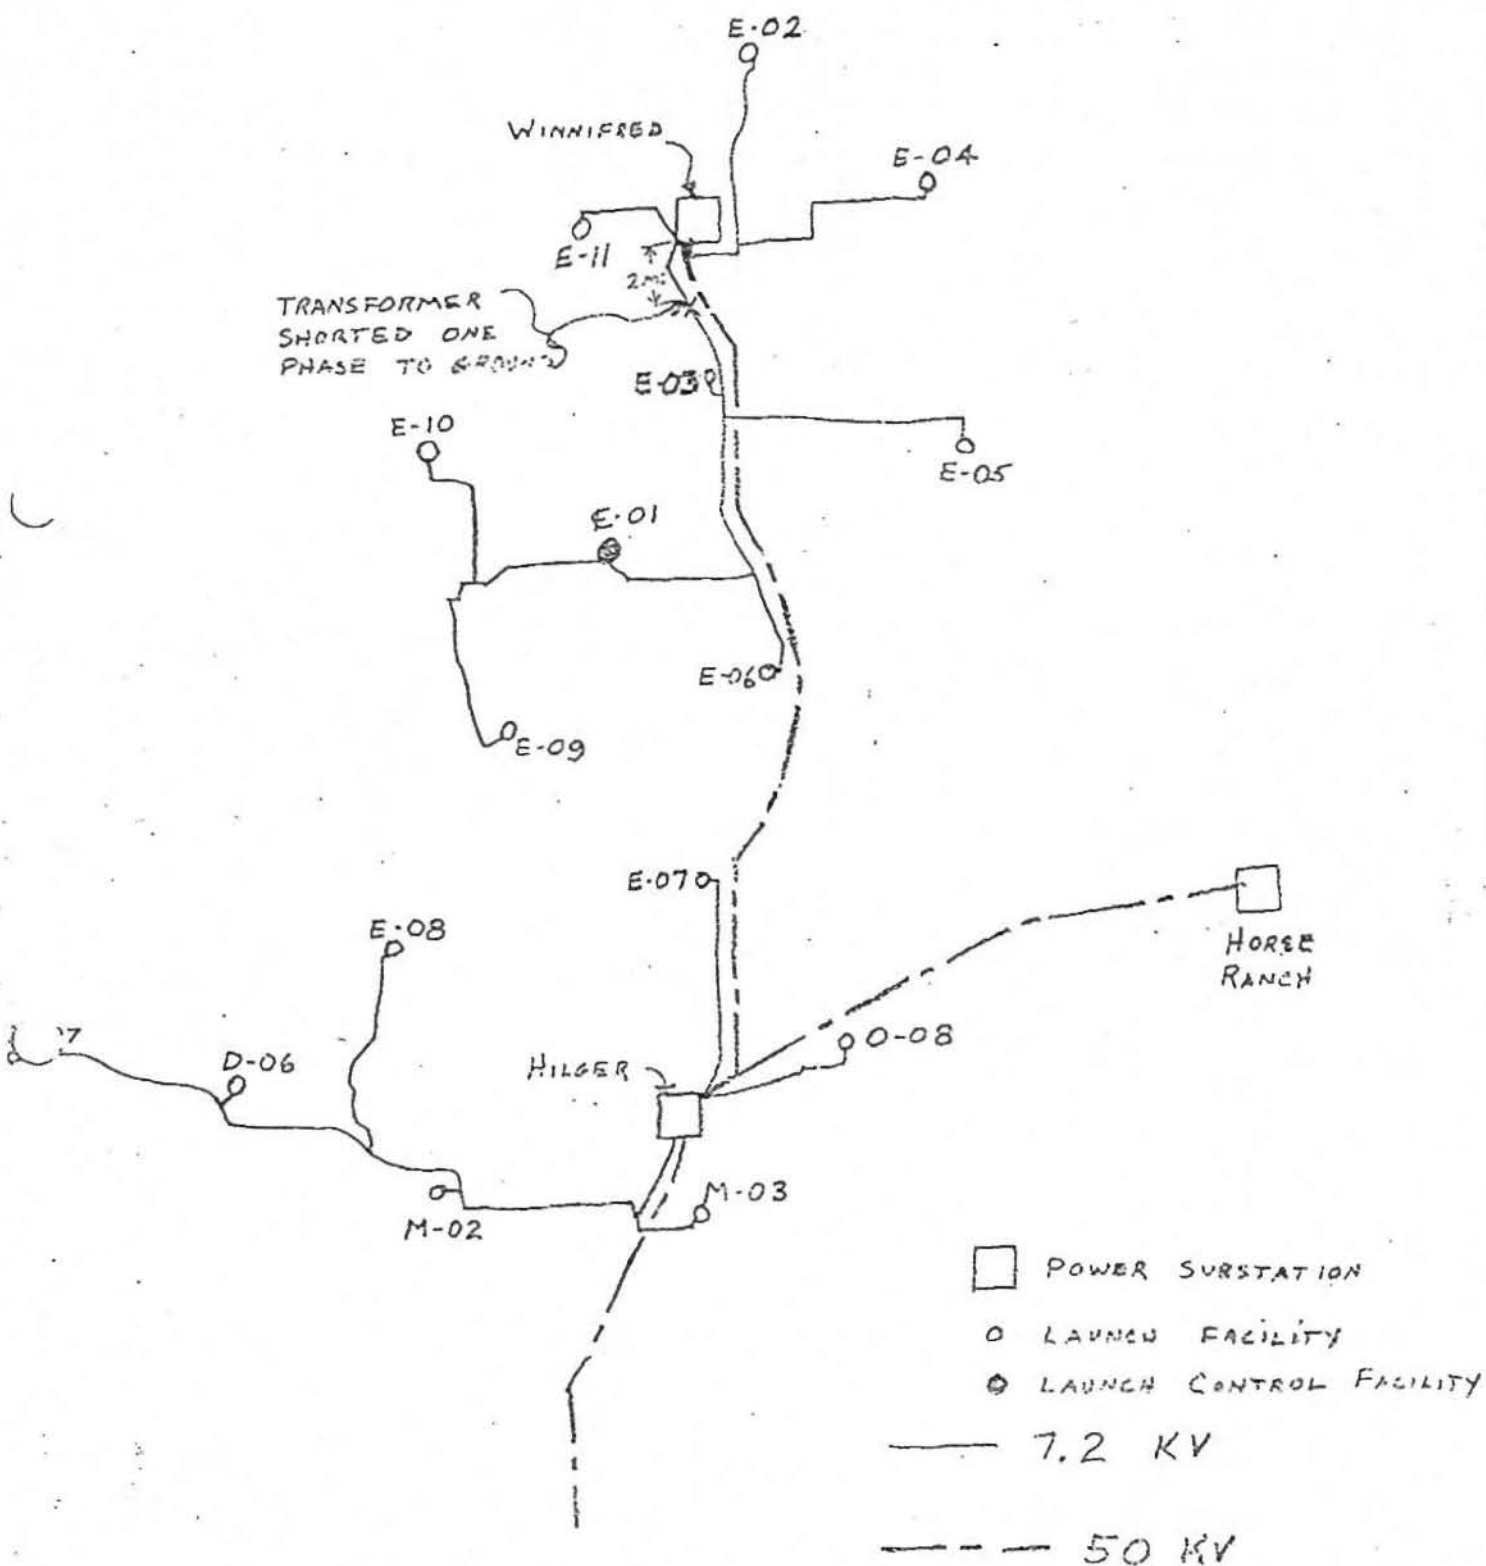 E-02
WINNIFRED
E-04
E-11
2 mi
TRANSFORMER
SHORTED ONE
PHASE TO GROUND
E-03
E-10
E-05
E-01
E-06
E-09
E-07
HORSE
RANCH
E-08
O-08
7
D-06
HILGER
M-03
M-02
POWER SUBSTATION
LAUNCH FACILITY
LAUNCH CONTROL FACILITY
7.2 KV
50 KV